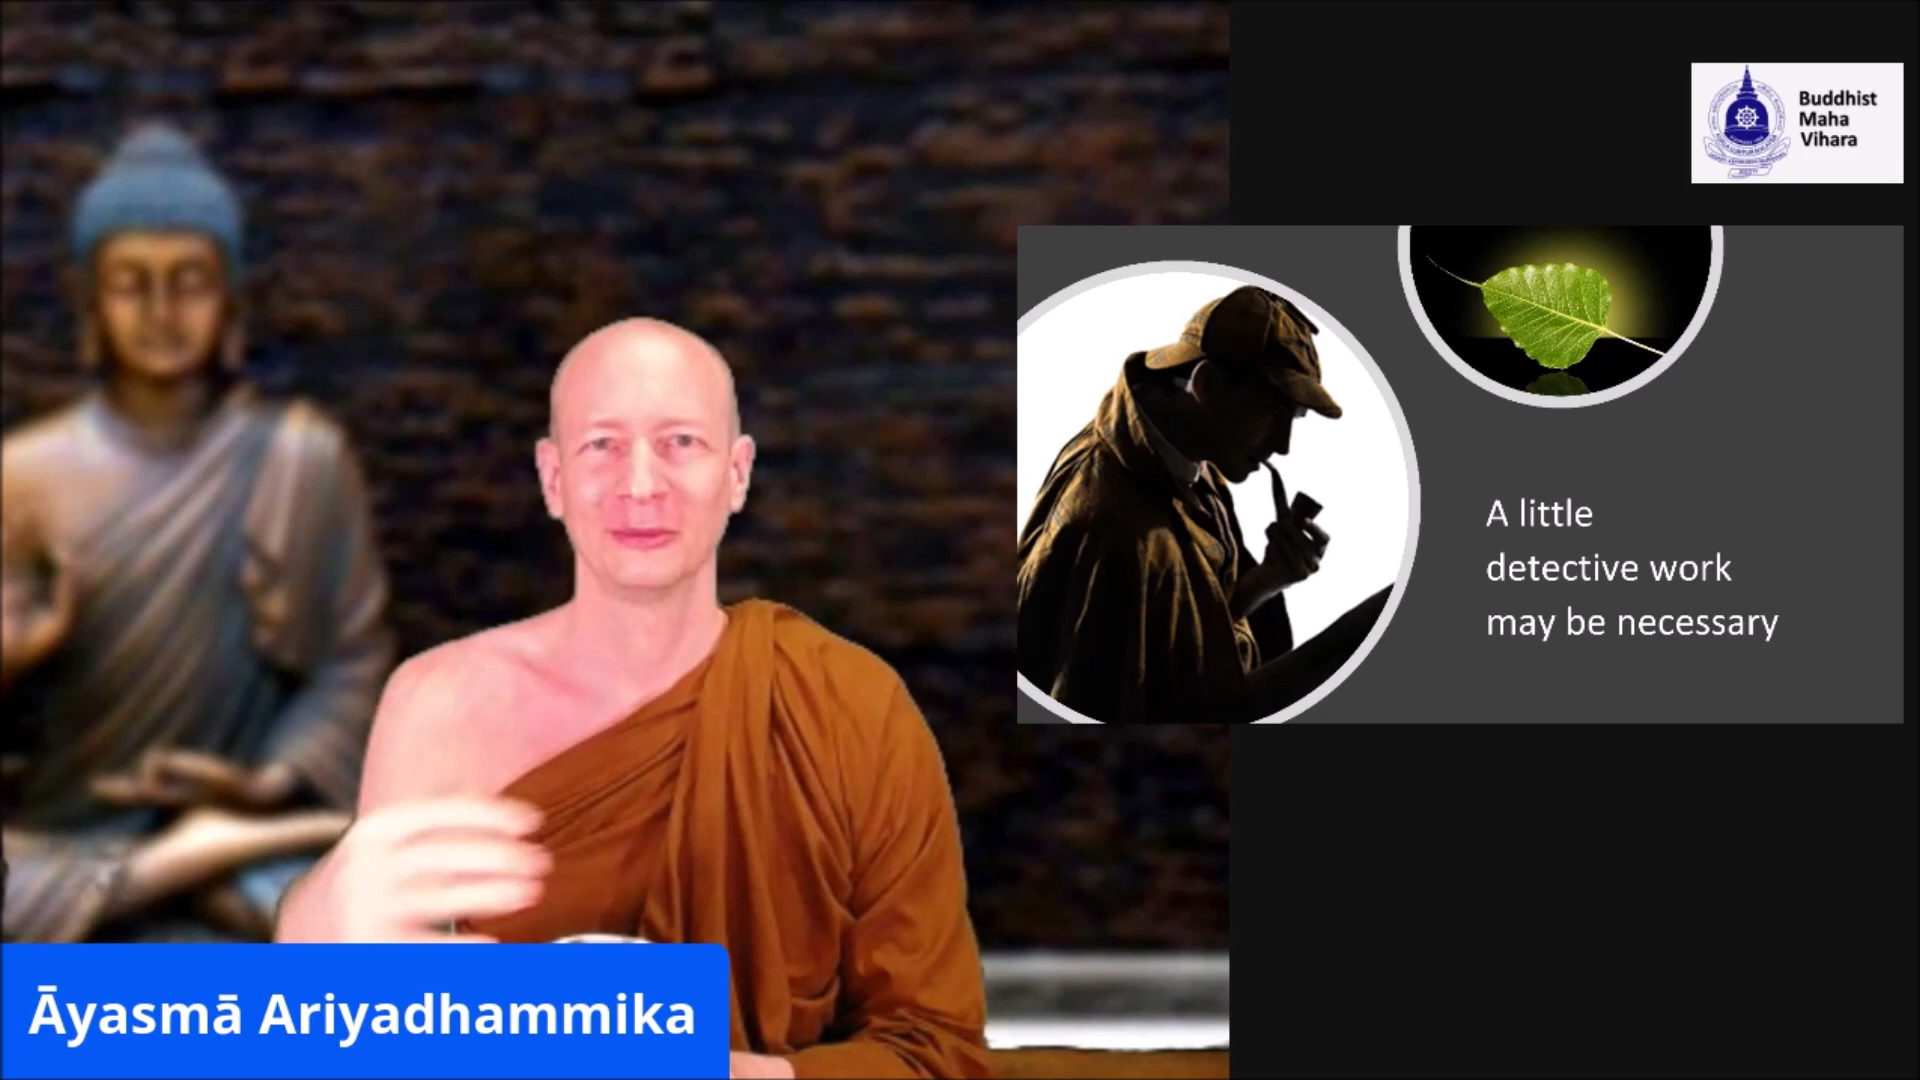 Buddhist
Maha
Vihara
A little
detective work
may be necessary
Āyasmā Ariyadhammika